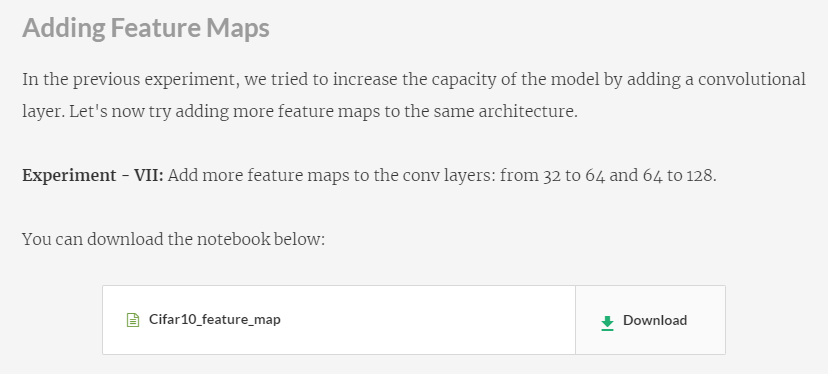 Adding Feature Maps
In the previous experiment, we tried to increase the capacity of the model by adding a convolutional
layer. Let's now try adding more feature maps to the same architecture.
Experiment - VII: Add more feature maps to the conv layers: from 32 to 64 and 64 to 128.
You can download the notebook below:
Cifar10_feature_map
Download